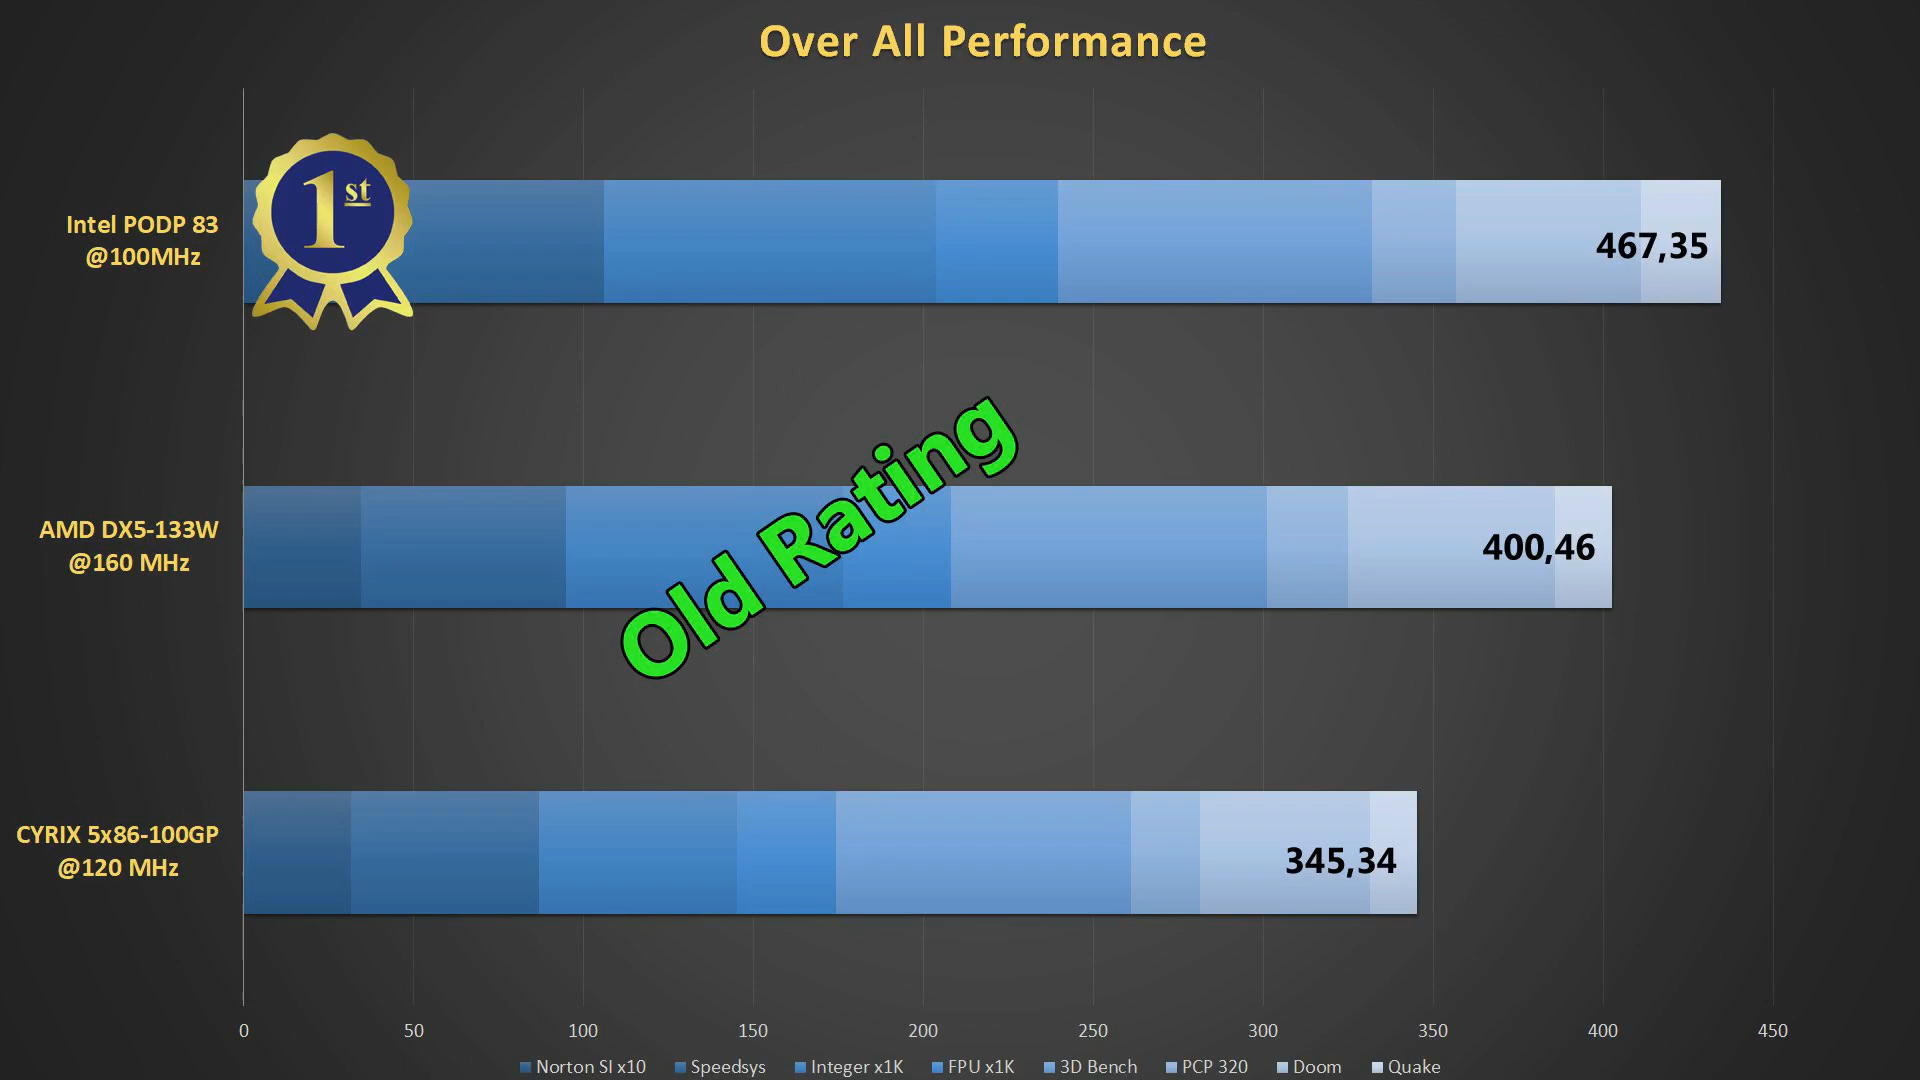 Over All Performance
1st
Intel PODP 83
@100MHz
467,35
Old Rating
AMD DX5-133W
@160 MHz
400,46
CYRIX 5x86-100GP
@120 MHz
345,34
0 50 100 150 200 250 300 350 400 450
Norton SI x10 Speedsys Integer x1K FPU x1K 3D Bench PCP 320 Doom Quake